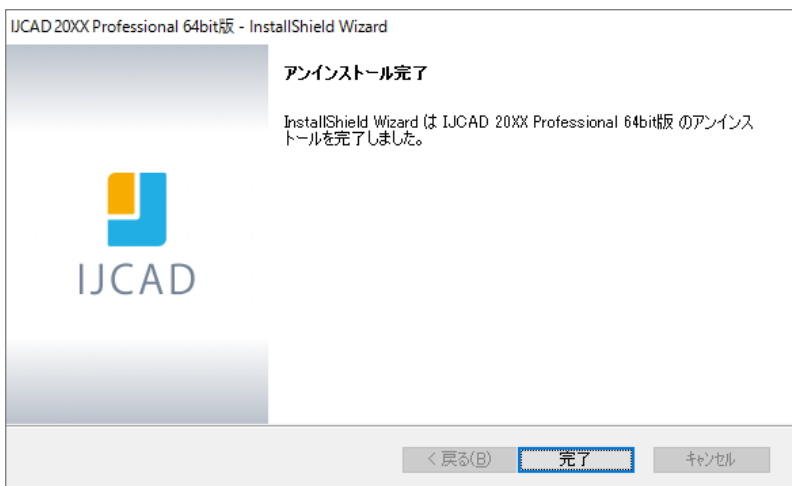 IJCAD 20XX Professional 64bit版 - InstallShield Wizard
アンインストール完了
InstallShield Wizard は IJCAD 20XX Professional 64bit版 のアンインス
トールを完了しました。
IJCAD
< 戻る(B)
完了
キャンセル